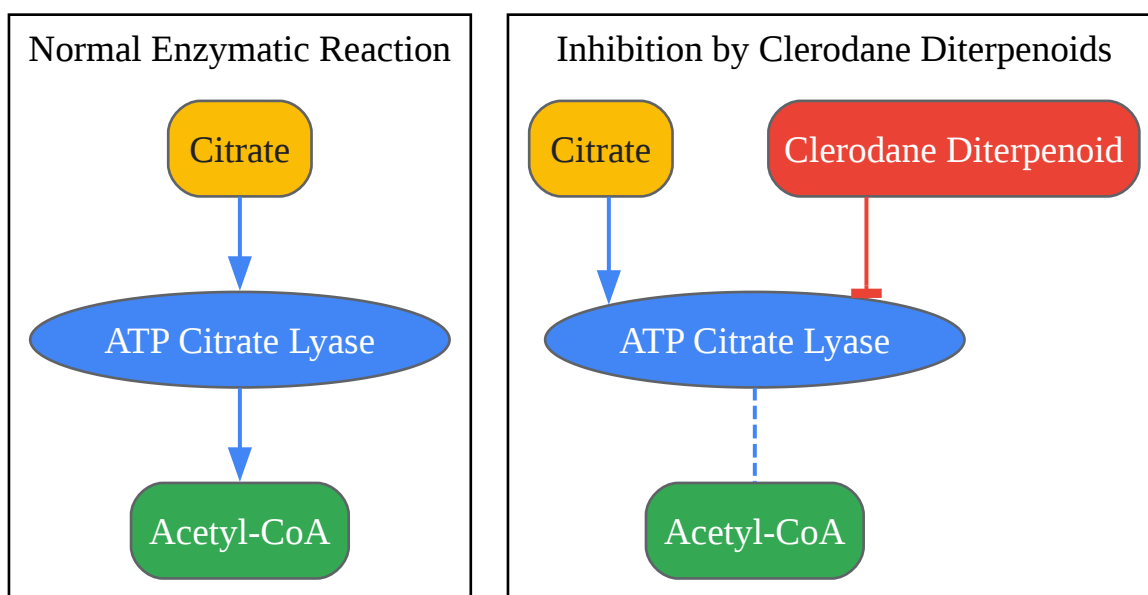 Normal Enzymatic Reaction
Citrate
ATP Citrate Lyase
Acetyl-CoA
Inhibition by Clerodane Diterpenoids
Citrate
Clerodane Diterpenoid
ATP Citrate Lyase
Acetyl-CoA